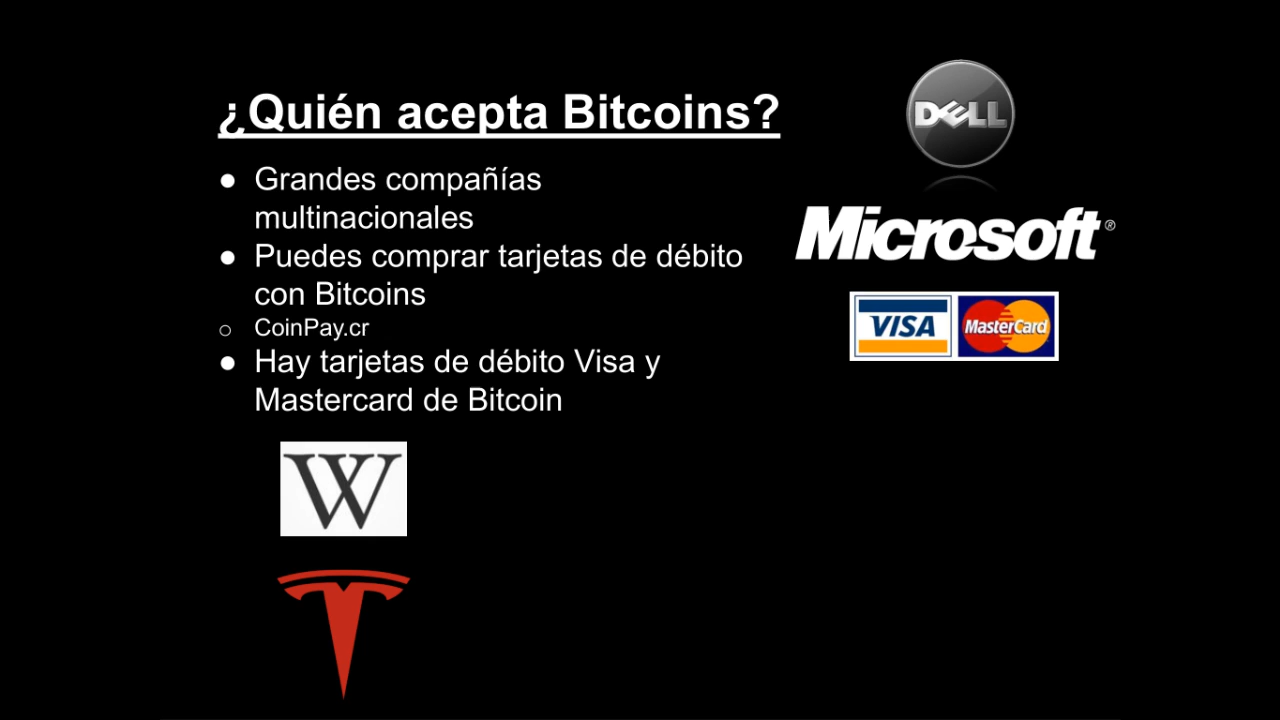 ¿Quién acepta Bitcoins?
● Grandes compañías
multinacionales
● Puedes comprar tarjetas de débito
con Bitcoins
o CoinPay.cr
● Hay tarjetas de débito Visa y
Mastercard de Bitcoin
DELL
Microsoft®
VISA MasterCard
W